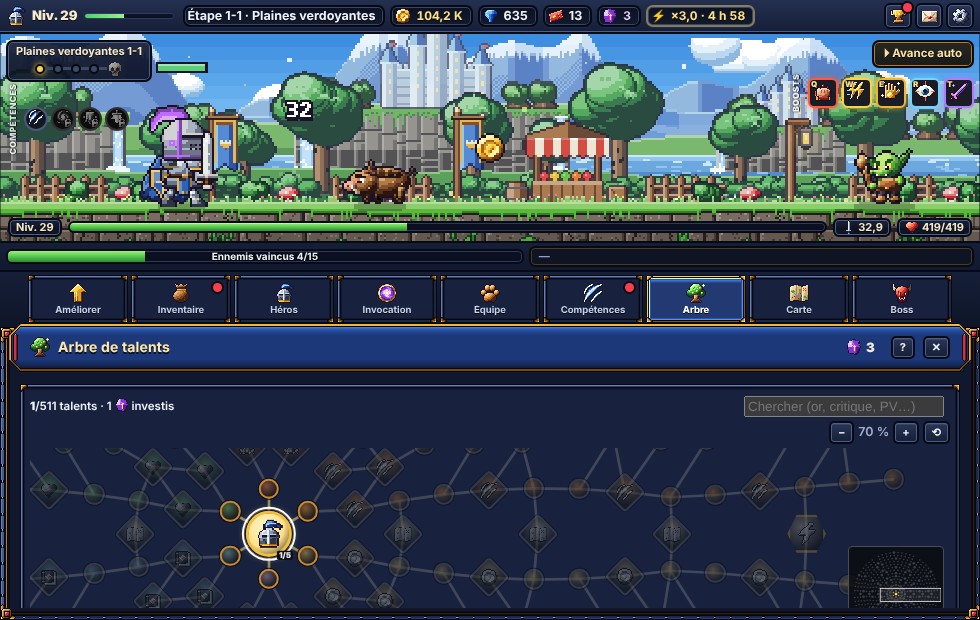 Niv. 29
Étape 1-1 · Plaines verdoyantes
104,2 K
635
13
3
×3,0 · 4 h 58
Plaines verdoyantes 1-1
Avance auto
COMPÉTENCES
32
BOOSTS
Niv. 29
32,9
419/419
Ennemis vaincus 4/15
—
Améliorer
Inventaire
Héros
Invocation
Equipe
Compétences
Arbre
Carte
Boss
Arbre de talents
3
?
×
1/511 talents · 1 investis
Chercher (or, critique, PV…)
−
70 %
+
1/5